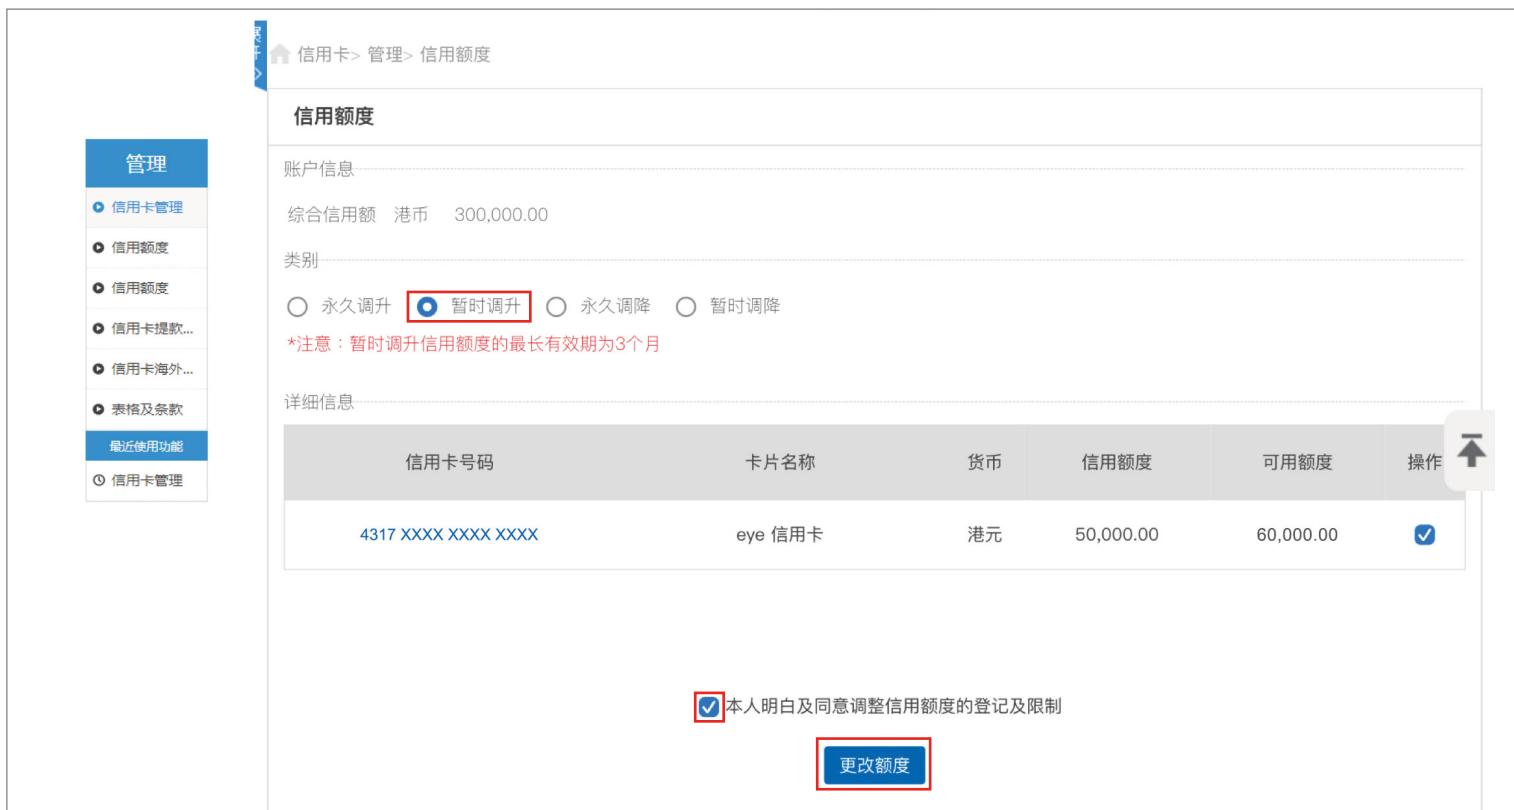 展开
信用卡> 管理> 信用额度
信用额度
管理
信用卡管理
信用额度
信用额度
信用卡提款...
信用卡海外...
表格及条款
最近使用功能
信用卡管理
账户信息
综合信用额 港币 300,000.00
类别
永久调升 暂时调升 永久调降 暂时调降
*注意：暂时调升信用额度的最长有效期为3个月
详细信息
信用卡号码 卡片名称 货币 信用额度 可用额度 操作
4317 XXXX XXXX XXXX eye 信用卡 港元 50,000.00 60,000.00
本人明白及同意调整信用额度的登记及限制
更改额度